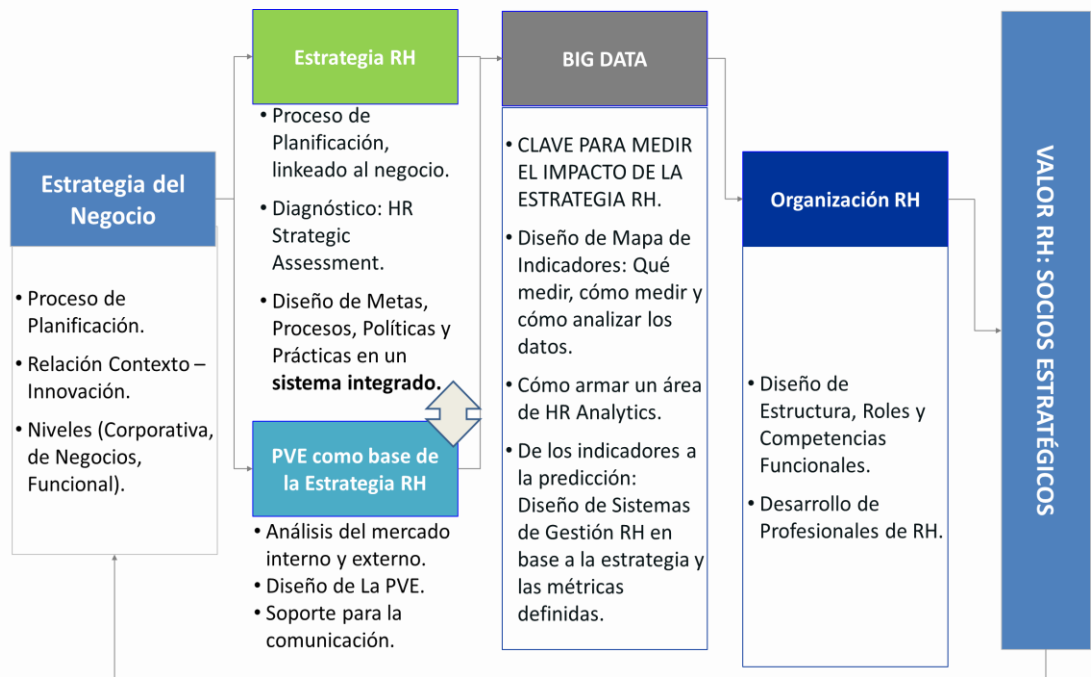 Estrategia del
Negocio
• Proceso de
Planificación.
• Relación Contexto –
Innovación.
• Niveles (Corporativa,
de Negocios,
Funcional).
Estrategia RH
• Proceso de
Planificación,
linkeado al negocio.
• Diagnóstico: HR
Strategic
Assessment.
• Diseño de Metas,
Procesos, Políticas y
Prácticas en un
sistema integrado.
PVE como base de
la Estrategia RH
• Análisis del mercado
interno y externo.
• Diseño de La PVE.
• Soporte para la
comunicación.
BIG DATA
• CLAVE PARA MEDIR
EL IMPACTO DE LA
ESTRATEGIA RH.
• Diseño de Mapa de
Indicadores: Qué
medir, cómo medir y
cómo analizar los
datos.
• Cómo armar un área
de HR Analytics.
• De los indicadores a
la predicción:
Diseño de Sistemas
de Gestión RH en
base a la estrategia y
las métricas
definidas.
Organización RH
• Diseño de
Estructura, Roles y
Competencias
Funcionales.
• Desarrollo de
Profesionales de RH.
VALOR RH: SOCIOS ESTRATÉGICOS